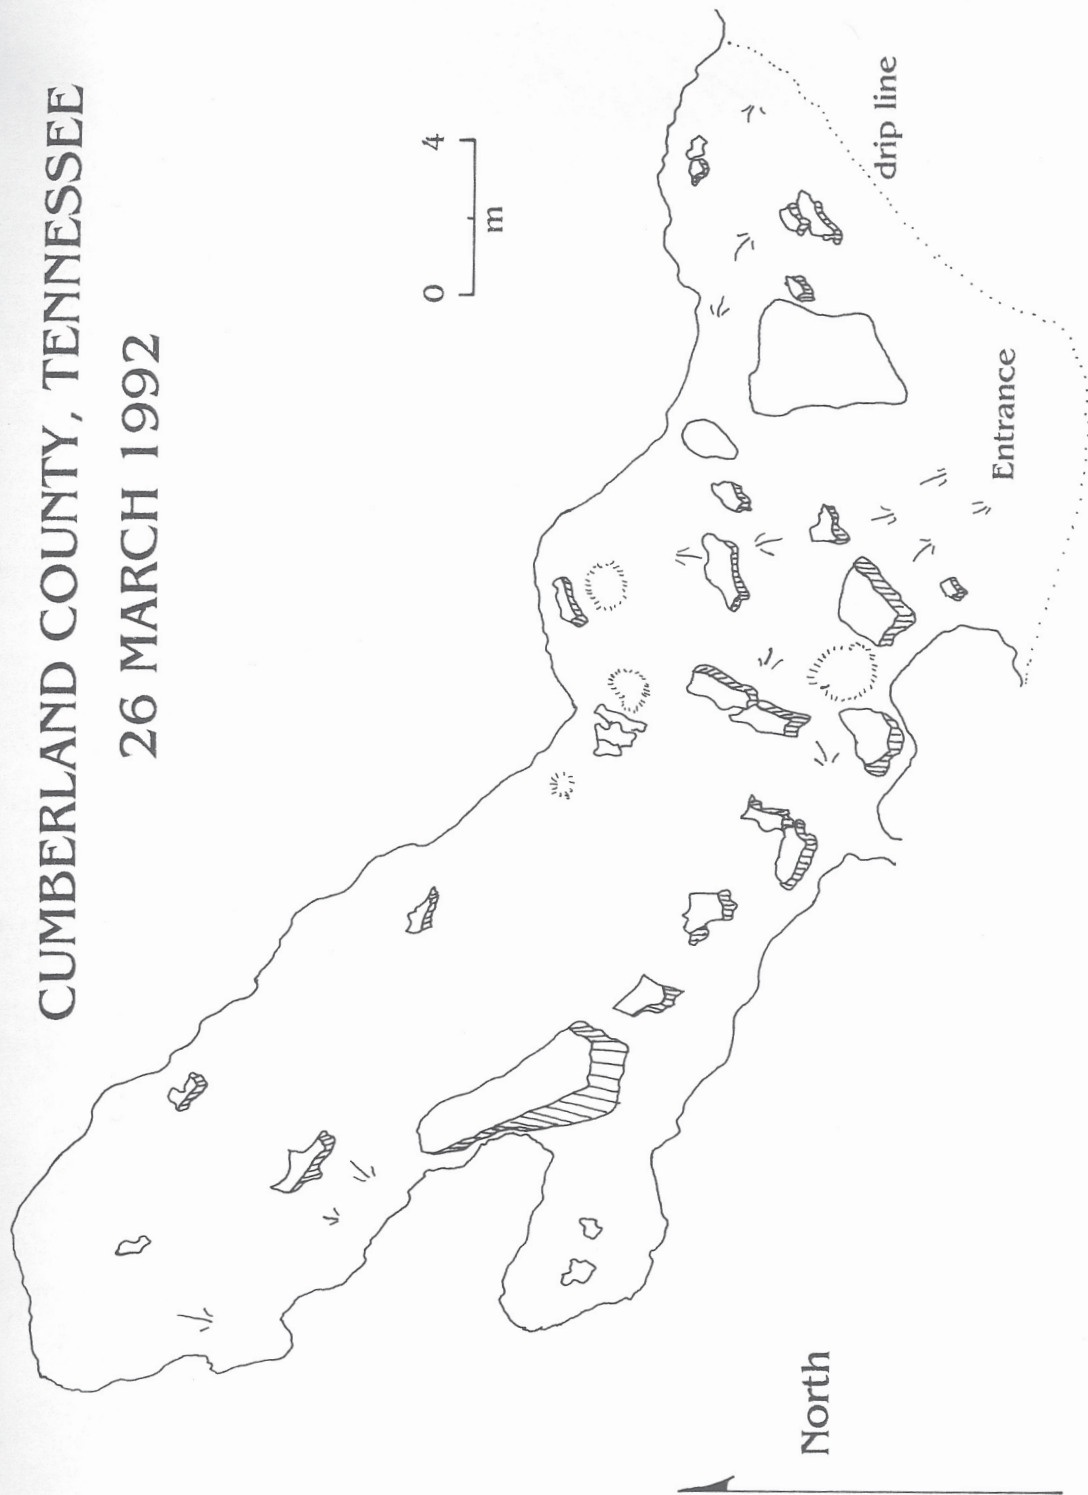 CUMBERLAND COUNTY, TENNESSEE
26 MARCH 1992
0 4
m
drip line
Entrance
North